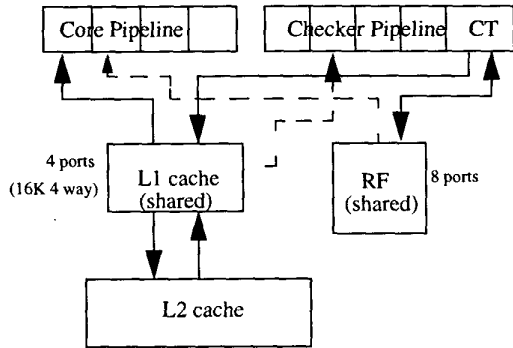 Core Pipeline
Checker Pipeline
CT
4 ports
(16K 4 way)
L1 cache
(shared)
RF
(shared)
8 ports
L2 cache